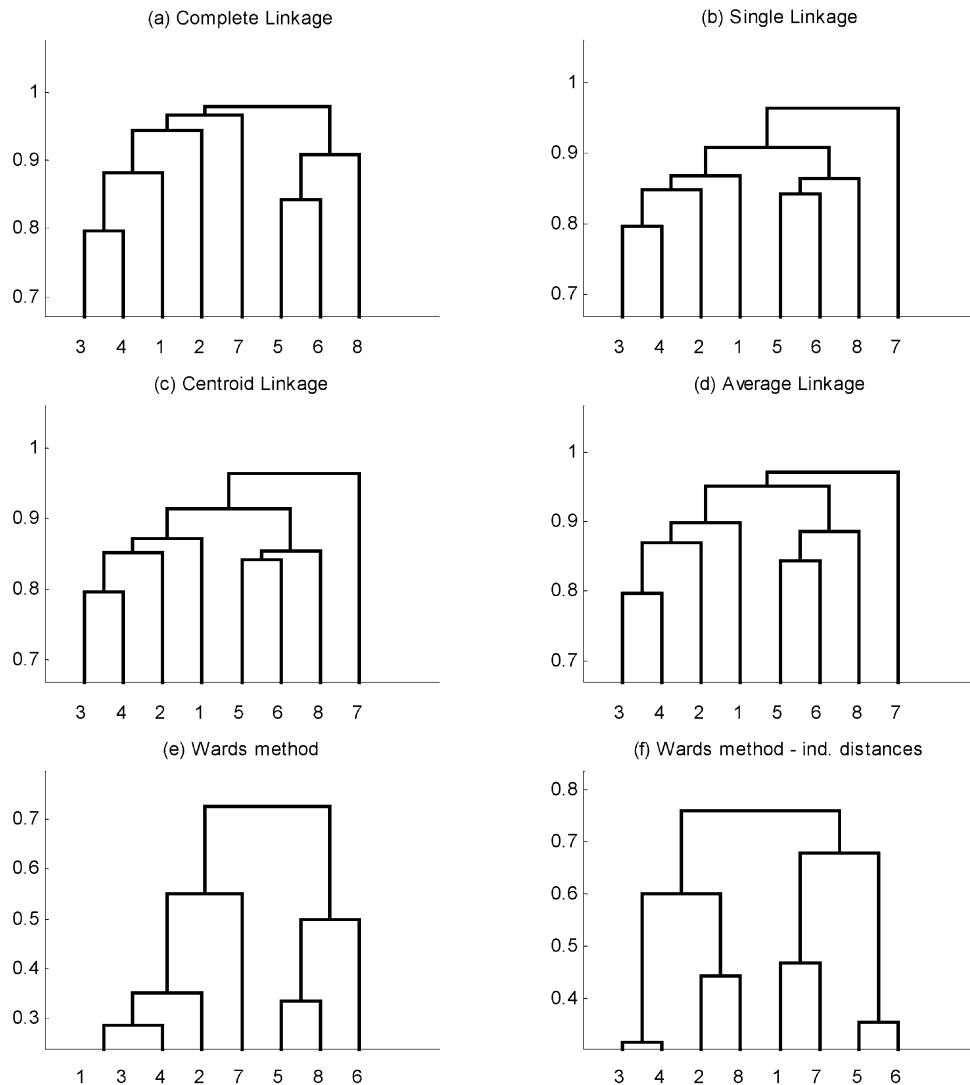 (a) Complete Linkage
1
0.9
0.8
0.7
3 4 1 2 7 5 6 8
(b) Single Linkage
1
0.9
0.8
0.7
3 4 2 1 5 6 8 7
(c) Centroid Linkage
1
0.9
0.8
0.7
3 4 2 1 5 6 8 7
(d) Average Linkage
1
0.9
0.8
0.7
3 4 2 1 5 6 8 7
(e) Wards method
0.7
0.6
0.5
0.4
0.3
1 3 4 2 7 5 8 6
(f) Wards method - ind. distances
0.8
0.7
0.6
0.5
0.4
3 4 2 8 1 7 5 6